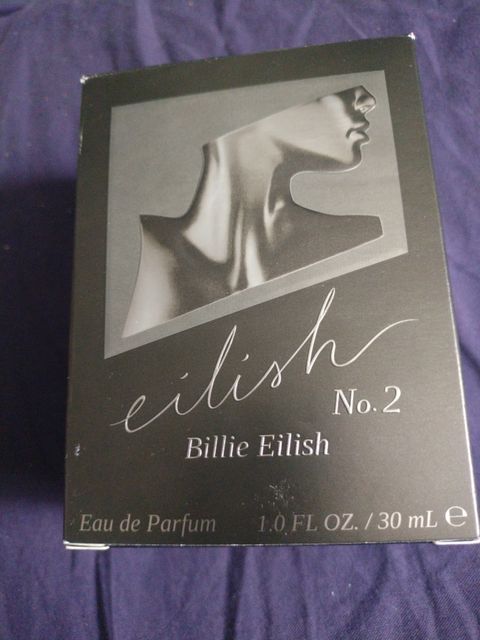 eilish
No. 2
Billie Eilish
Eau de Parfum 1.0 FL OZ. / 30 mL ℮